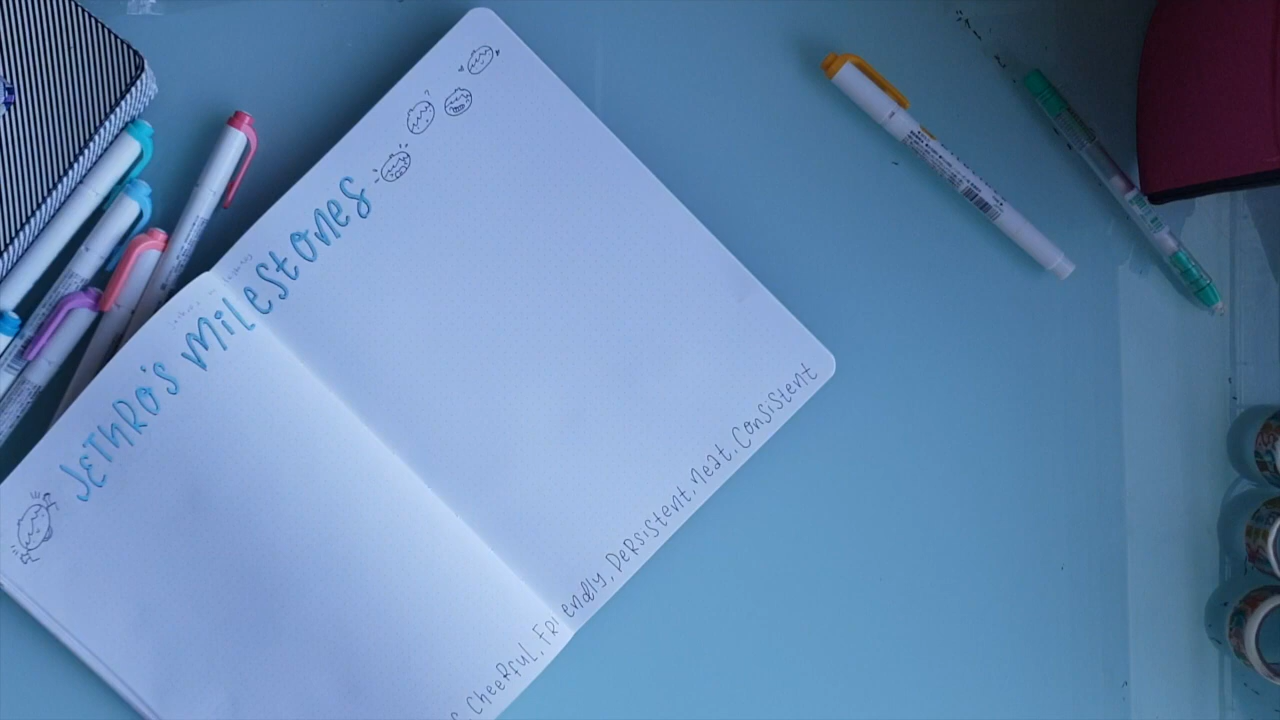 JETHRO'S MILESTONES
Cheerful, Friendly, Persistent, neat, Consistent